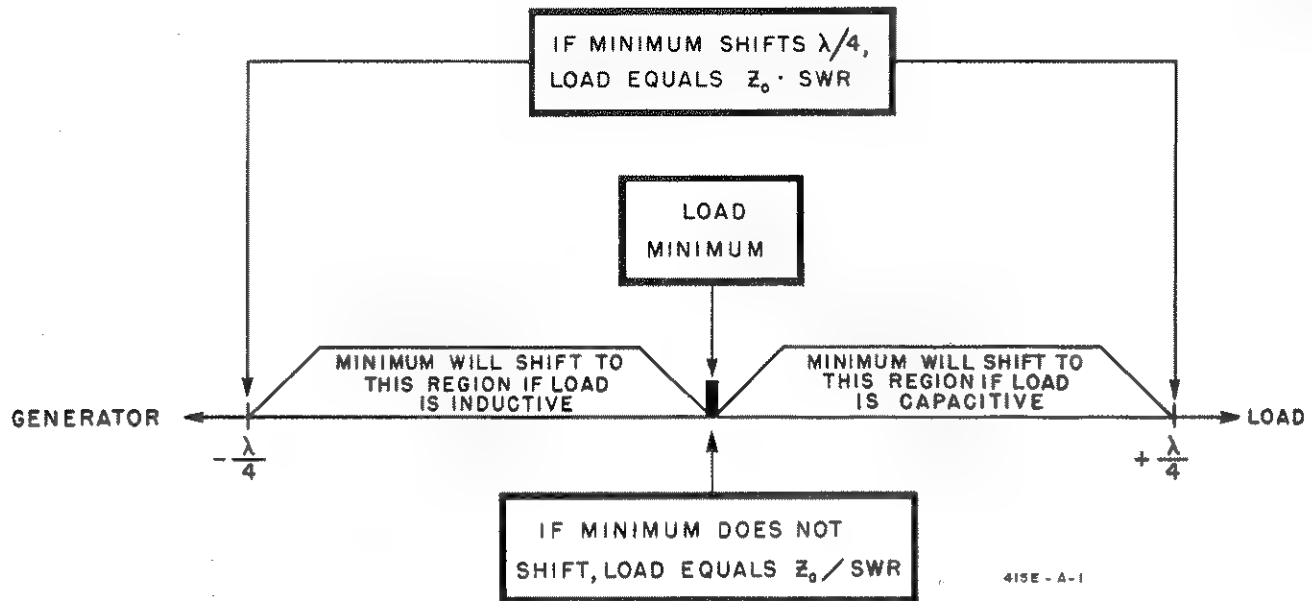 IF MINIMUM SHIFTS λ/4,
LOAD EQUALS Z₀ · SWR
LOAD
MINIMUM
MINIMUM WILL SHIFT TO
THIS REGION IF LOAD
IS INDUCTIVE
MINIMUM WILL SHIFT TO
THIS REGION IF LOAD
IS CAPACITIVE
GENERATOR
LOAD
- λ/4
+ λ/4
IF MINIMUM DOES NOT
SHIFT, LOAD EQUALS Z₀/SWR
415E-A-1